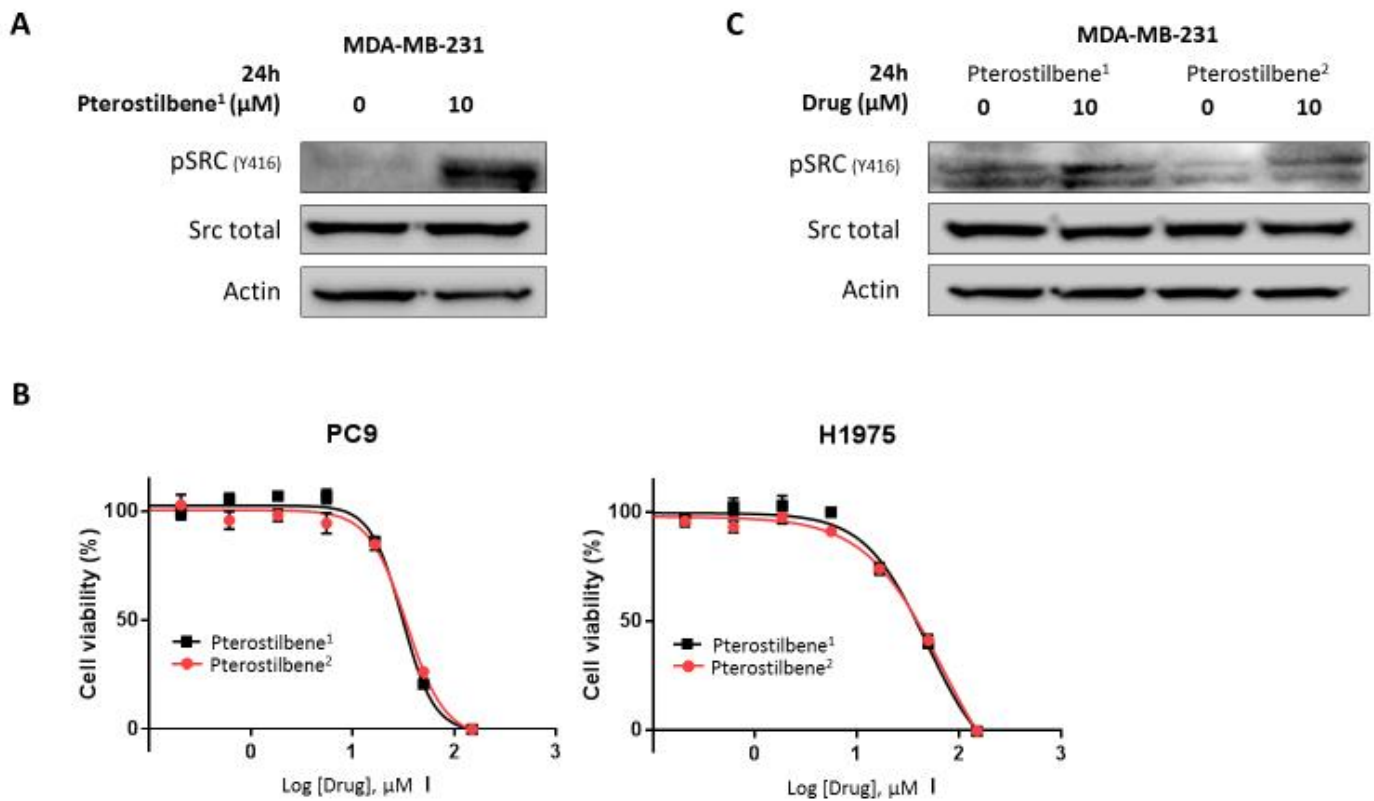 A
MDA-MB-231
24h
Pterostilbene¹ (μM) 0 10
pSRC (Y416)
Src total
Actin
C
MDA-MB-231
24h Pterostilbene¹ Pterostilbene²
Drug (μM) 0 10 0 10
pSRC (Y416)
Src total
Actin
B
PC9
Cell viability (%)
100
50
0
Pterostilbene¹
Pterostilbene²
0 1 2 3
Log [Drug], μM I
H1975
Cell viability (%)
100
50
0
Pterostilbene¹
Pterostilbene²
0 1 2 3
Log [Drug], μM I